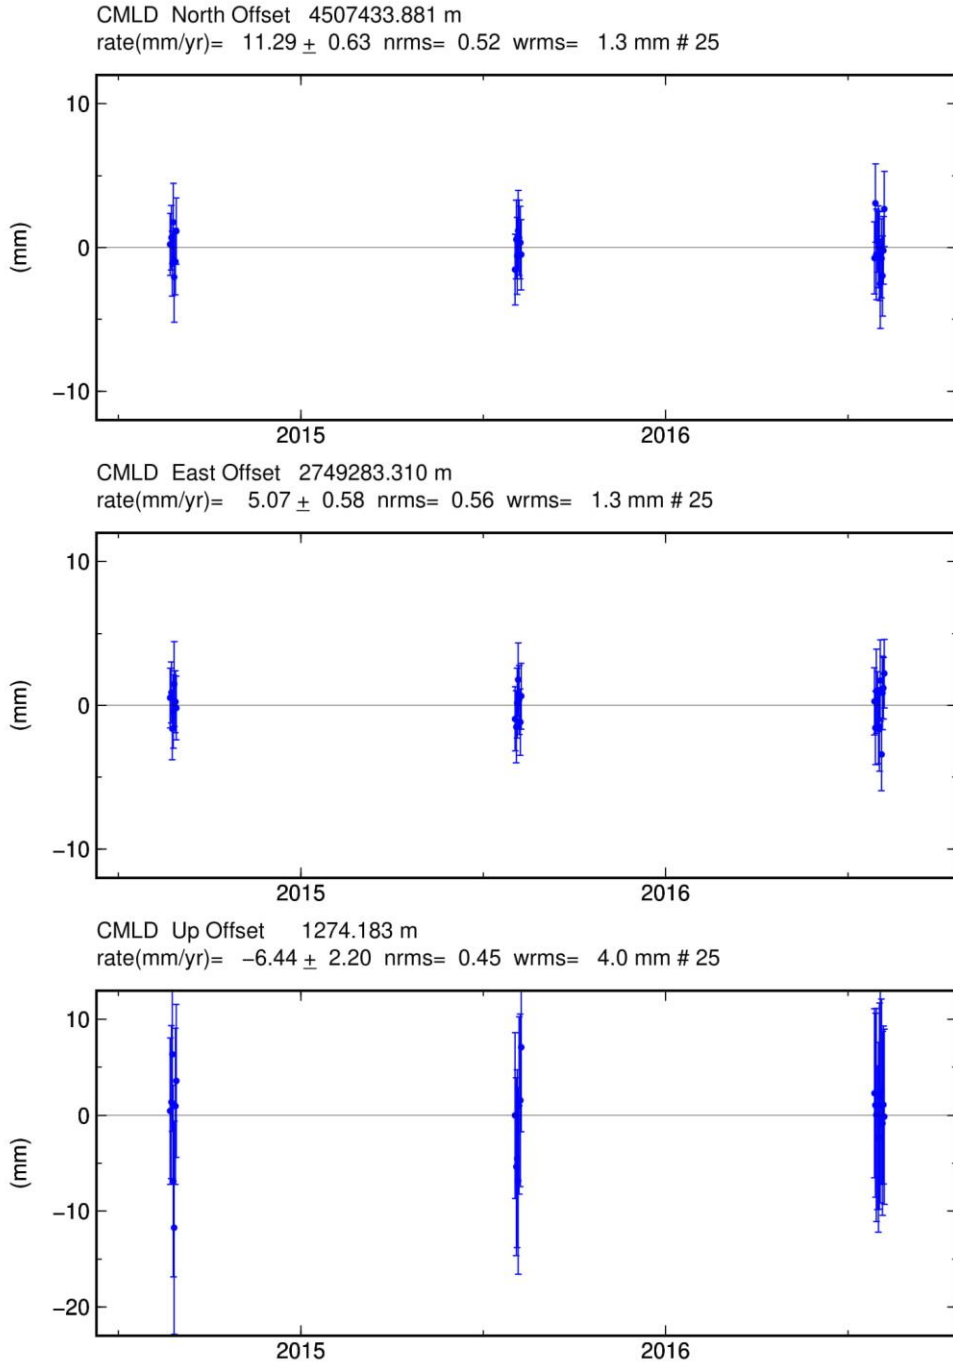 CMLD North Offset 4507433.881 m
rate(mm/yr)= 11.29 ± 0.63 nrms= 0.52 wrms= 1.3 mm # 25
10
0
−10
(mm)
2015 2016
CMLD East Offset 2749283.310 m
rate(mm/yr)= 5.07 ± 0.58 nrms= 0.56 wrms= 1.3 mm # 25
10
0
−10
(mm)
2015 2016
CMLD Up Offset 1274.183 m
rate(mm/yr)= −6.44 ± 2.20 nrms= 0.45 wrms= 4.0 mm # 25
10
0
−10
−20
(mm)
2015 2016